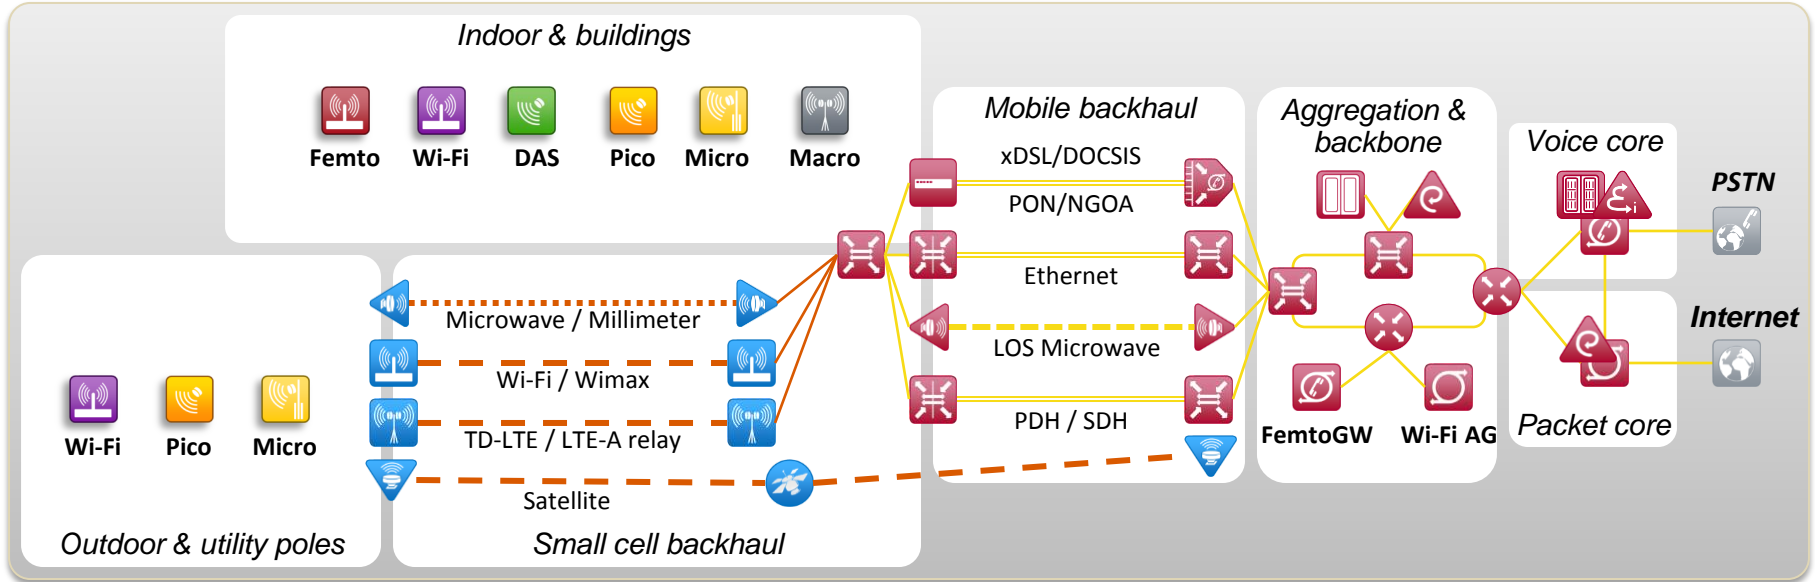 Indoor & buildings
Femto
Wi-Fi
DAS
Pico
Micro
Macro
Mobile backhaul
xDSL/DOCSIS
PON/NGOA
Ethernet
LOS Microwave
PDH / SDH
Aggregation &
backbone
FemtoGW
Wi-Fi AG
Voice core
i
PSTN
Internet
Packet core
Microwave / Millimeter
Wi-Fi / Wimax
TD-LTE / LTE-A relay
Satellite
Small cell backhaul
Wi-Fi
Pico
Micro
Outdoor & utility poles